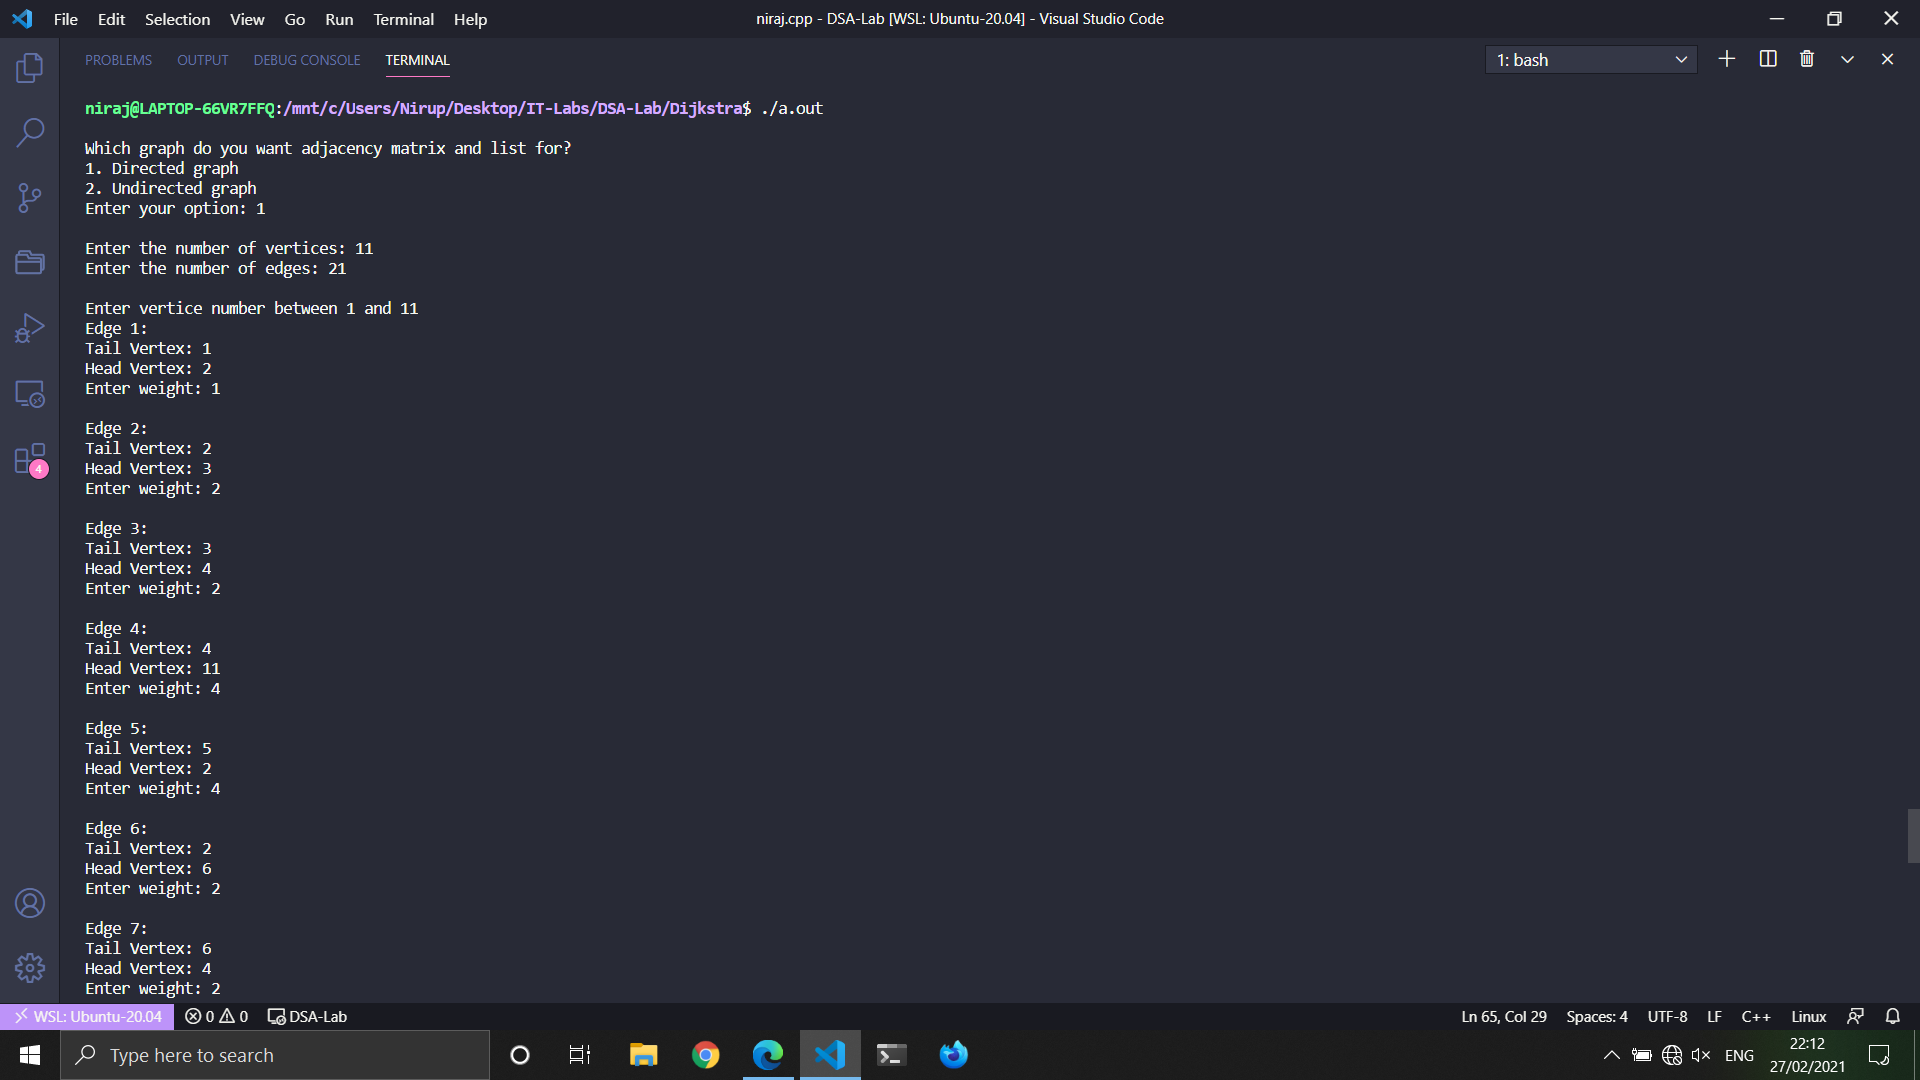 File Edit Selection View Go Run Terminal Help
niraj.cpp - DSA-Lab [WSL: Ubuntu-20.04] - Visual Studio Code
PROBLEMS OUTPUT DEBUG CONSOLE TERMINAL
1: bash
niraj@LAPTOP-66VR7FFQ:/mnt/c/Users/Nirup/Desktop/IT-Labs/DSA-Lab/Dijkstra$ ./a.out
Which graph do you want adjacency matrix and list for?
1. Directed graph
2. Undirected graph
Enter your option: 1
Enter the number of vertices: 11
Enter the number of edges: 21
Enter vertice number between 1 and 11
Edge 1:
Tail Vertex: 1
Head Vertex: 2
Enter weight: 1
Edge 2:
Tail Vertex: 2
Head Vertex: 3
Enter weight: 2
Edge 3:
Tail Vertex: 3
Head Vertex: 4
Enter weight: 2
Edge 4:
Tail Vertex: 4
Head Vertex: 11
Enter weight: 4
Edge 5:
Tail Vertex: 5
Head Vertex: 2
Enter weight: 4
Edge 6:
Tail Vertex: 2
Head Vertex: 6
Enter weight: 2
Edge 7:
Tail Vertex: 6
Head Vertex: 4
Enter weight: 2
4
WSL: Ubuntu-20.04 0 0 DSA-Lab
Ln 65, Col 29 Spaces: 4 UTF-8 LF C++ Linux
Type here to search
ENG
22:12
27/02/2021